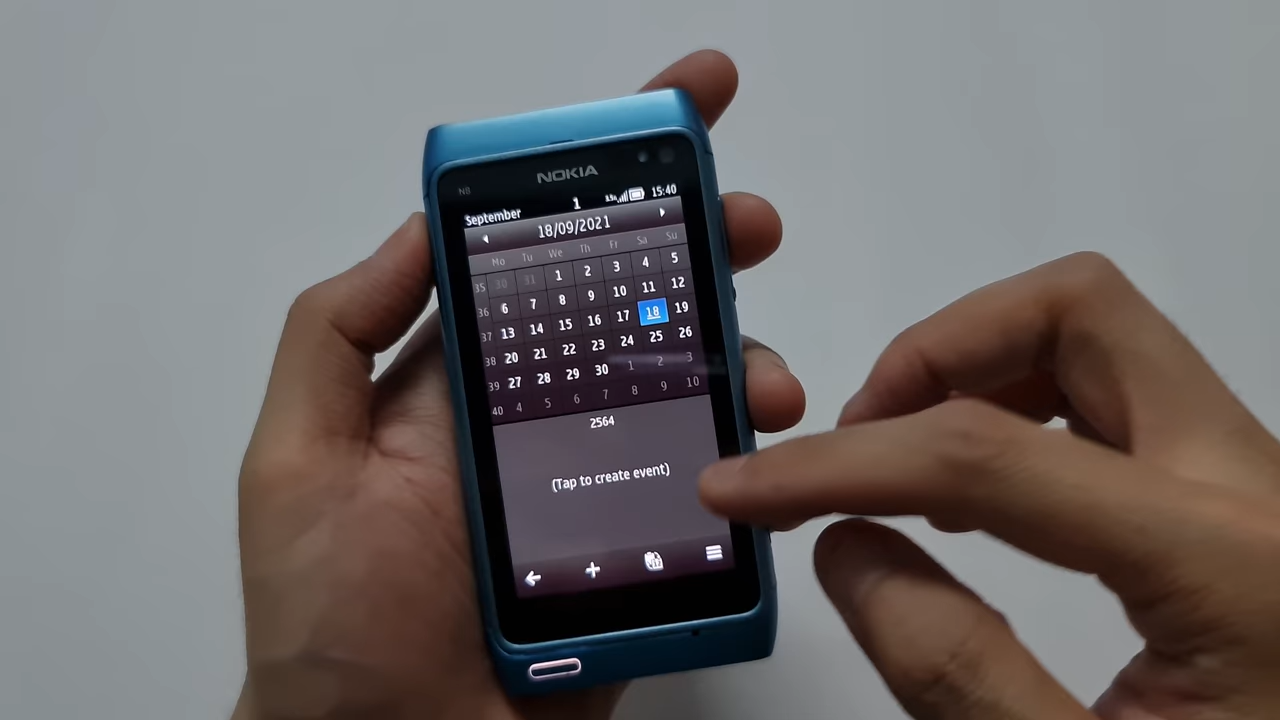 NOKIA
N8
September 1 15:40
18/09/2021
Mo Tu We Th Fr Sa Su
35 30 31 1 2 3 4 5
36 6 7 8 9 10 11 12
37 13 14 15 16 17 18 19
38 20 21 22 23 24 25 26
39 27 28 29 30 1 2 3
40 4 5 6 7 8 9 10
2564
(Tap to create event)